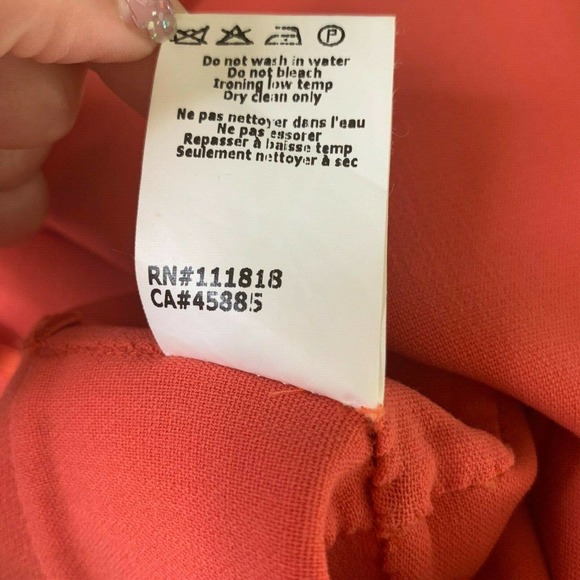 P
Do not wash in water
Do not bleach
Ironing low temp
Dry clean only
Ne pas nettoyer dans l'eau
Ne pas essorer
Repasser à baisse temp
Seulement nettoyer à sec
RN#111818
CA#45885